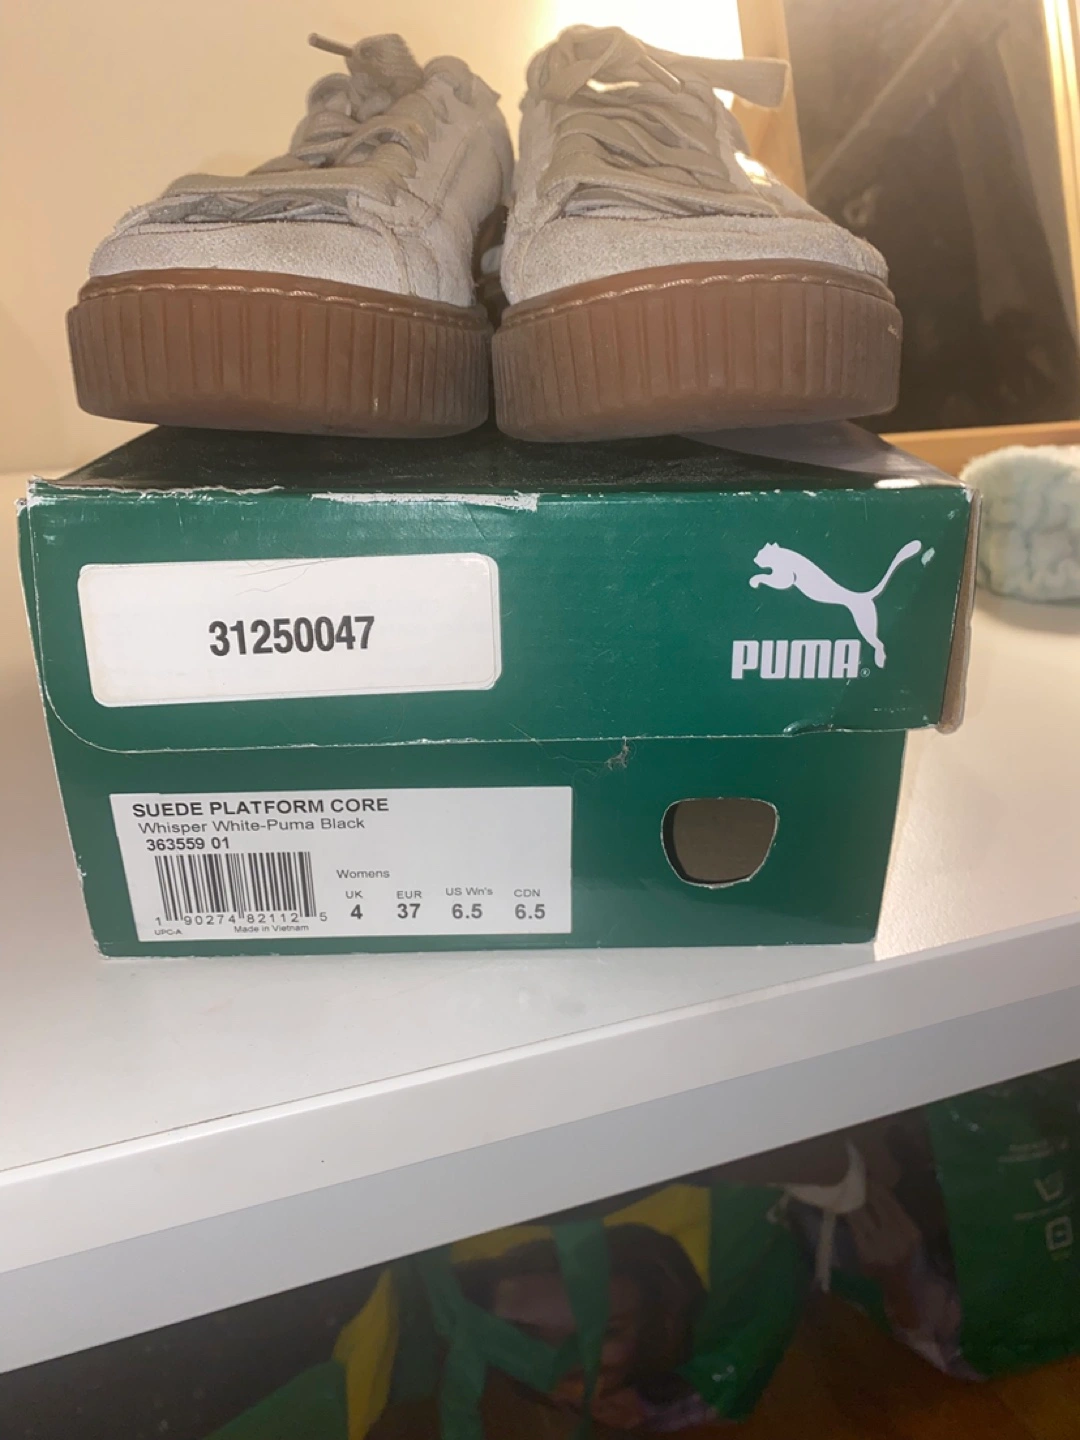 31250047
PUMA®
SUEDE PLATFORM CORE
Whisper White-Puma Black
363559 01
Womens
UK EUR US Wn's CDN
4 37 6.5 6.5
1 90274 82112 5
UPC-A Made in Vietnam